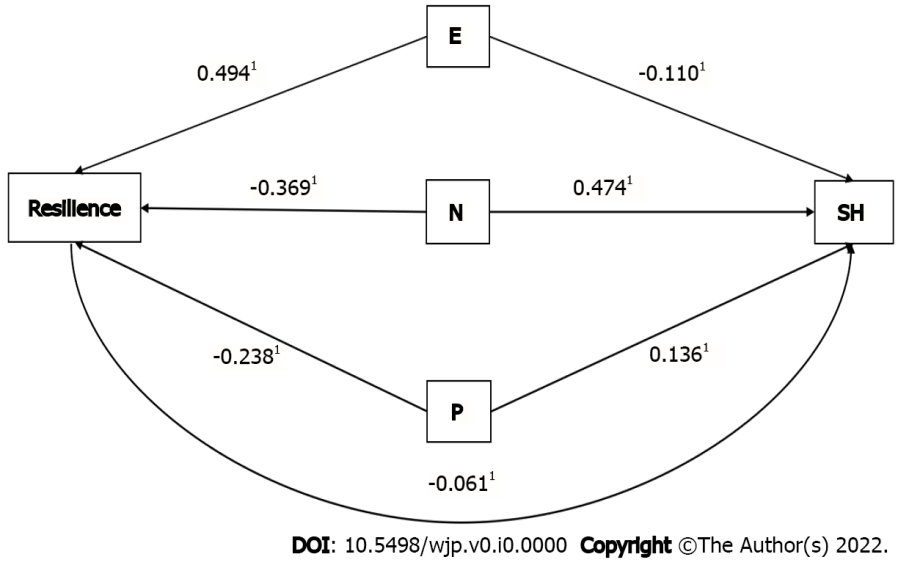 E
0.494¹
-0.110¹
Resilience
-0.369¹
N
0.474¹
SH
-0.238¹
P
0.136¹
-0.061¹
DOI: 10.5498/wjp.v0.i0.0000 Copyright ©The Author(s) 2022.